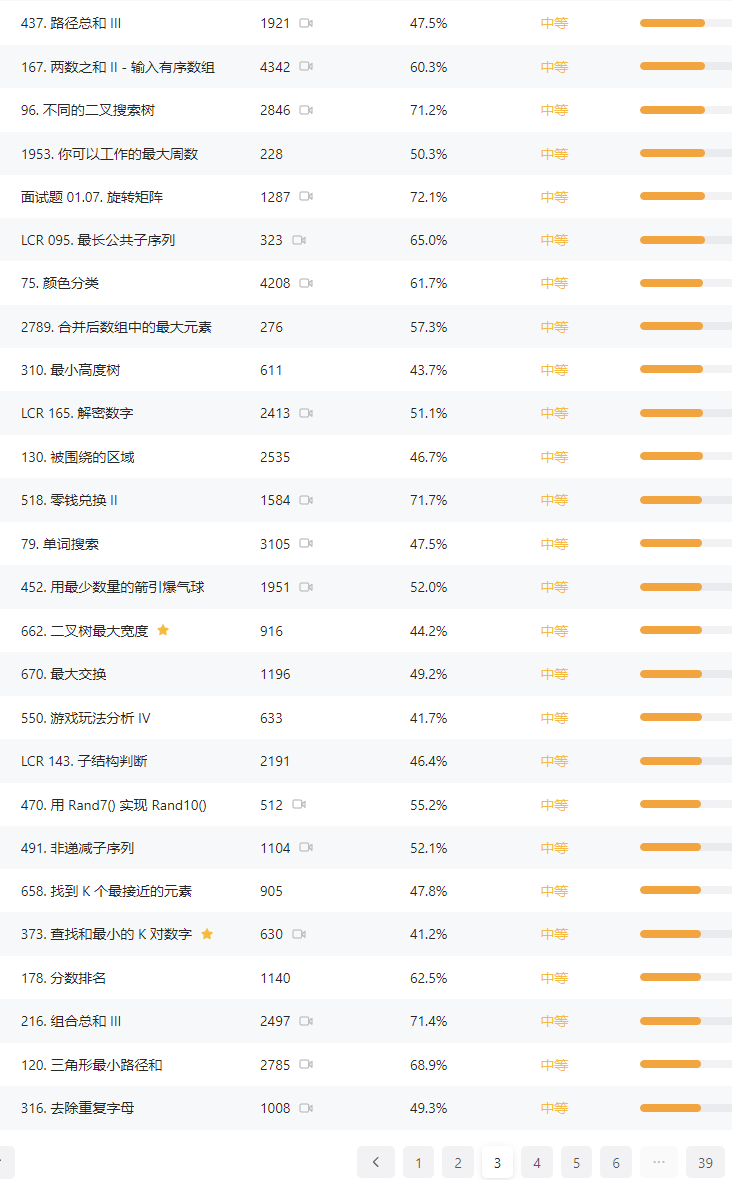 437. 路径总和 III 1921 47.5% 中等
167. 两数之和 II - 输入有序数组 4342 60.3% 中等
96. 不同的二叉搜索树 2846 71.2% 中等
1953. 你可以工作的最大周数 228 50.3% 中等
面试题 01.07. 旋转矩阵 1287 72.1% 中等
LCR 095. 最长公共子序列 323 65.0% 中等
75. 颜色分类 4208 61.7% 中等
2789. 合并后数组中的最大元素 276 57.3% 中等
310. 最小高度树 611 43.7% 中等
LCR 165. 解密数字 2413 51.1% 中等
130. 被围绕的区域 2535 46.7% 中等
518. 零钱兑换 II 1584 71.7% 中等
79. 单词搜索 3105 47.5% 中等
452. 用最少数量的箭引爆气球 1951 52.0% 中等
662. 二叉树最大宽度 916 44.2% 中等
670. 最大交换 1196 49.2% 中等
550. 游戏玩法分析 IV 633 41.7% 中等
LCR 143. 子结构判断 2191 46.4% 中等
470. 用 Rand7() 实现 Rand10() 512 55.2% 中等
491. 非递减子序列 1104 52.1% 中等
658. 找到 K 个最接近的元素 905 47.8% 中等
373. 查找和最小的 K 对数字 630 41.2% 中等
178. 分数排名 1140 62.5% 中等
216. 组合总和 III 2497 71.4% 中等
120. 三角形最小路径和 2785 68.9% 中等
316. 去除重复字母 1008 49.3% 中等
1 2 3 4 5 6 ··· 39